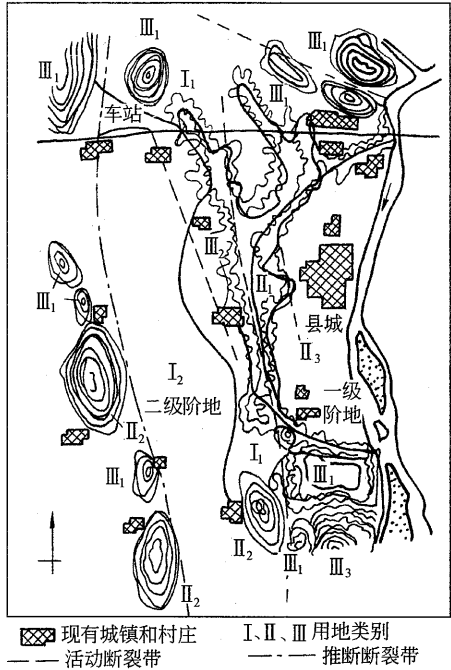 Ⅲ₁
Ⅲ₁
Ⅲ₁
Ⅰ₁
Ⅲ
车站
Ⅲ₂
Ⅱ₁
Ⅲ₁
县城
Ⅱ₃
Ⅰ₂
二级阶地
一级
阶地
Ⅱ₂
Ⅰ₁
Ⅲ₁
Ⅲ₁
Ⅱ₂
Ⅲ₁
Ⅲ₃
Ⅱ₂
现有城镇和村庄
Ⅰ、Ⅱ、Ⅲ 用地类别
活动断裂带
推断断裂带